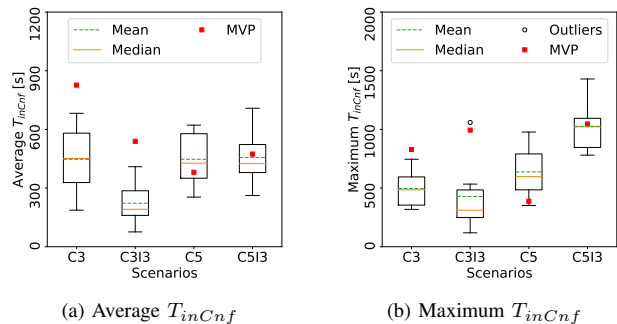 1200
900
600
300
0
Average T_inCnf [s]
Mean
Median
MVP
C3
C3I3
C5
C5I3
Scenarios
(a) Average T_inCnf
2000
1500
1000
500
0
Maximum T_inCnf [s]
Mean
Median
Outliers
MVP
C3
C3I3
C5
C5I3
Scenarios
(b) Maximum T_inCnf